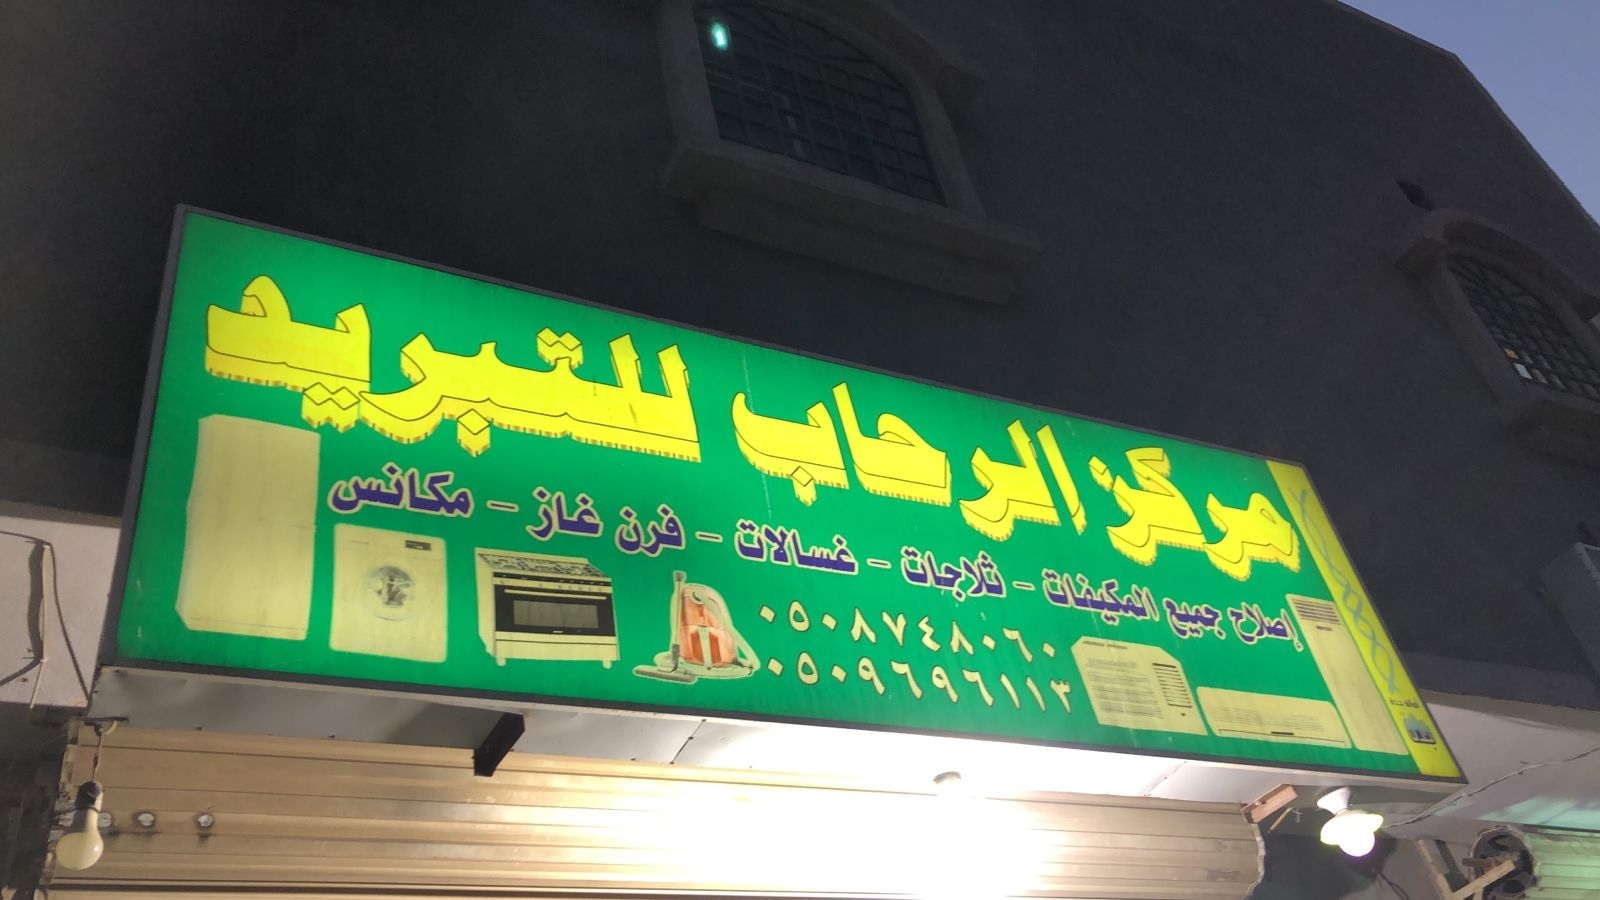 مركز الرحاب للتبريد
إصلاح جميع المكيفات - ثلاجات - غسالات - فرن غاز - مكانس
٠٥٠٨٧٤٨٠٦٠
٠٥٠٩٦٩٦١١٣